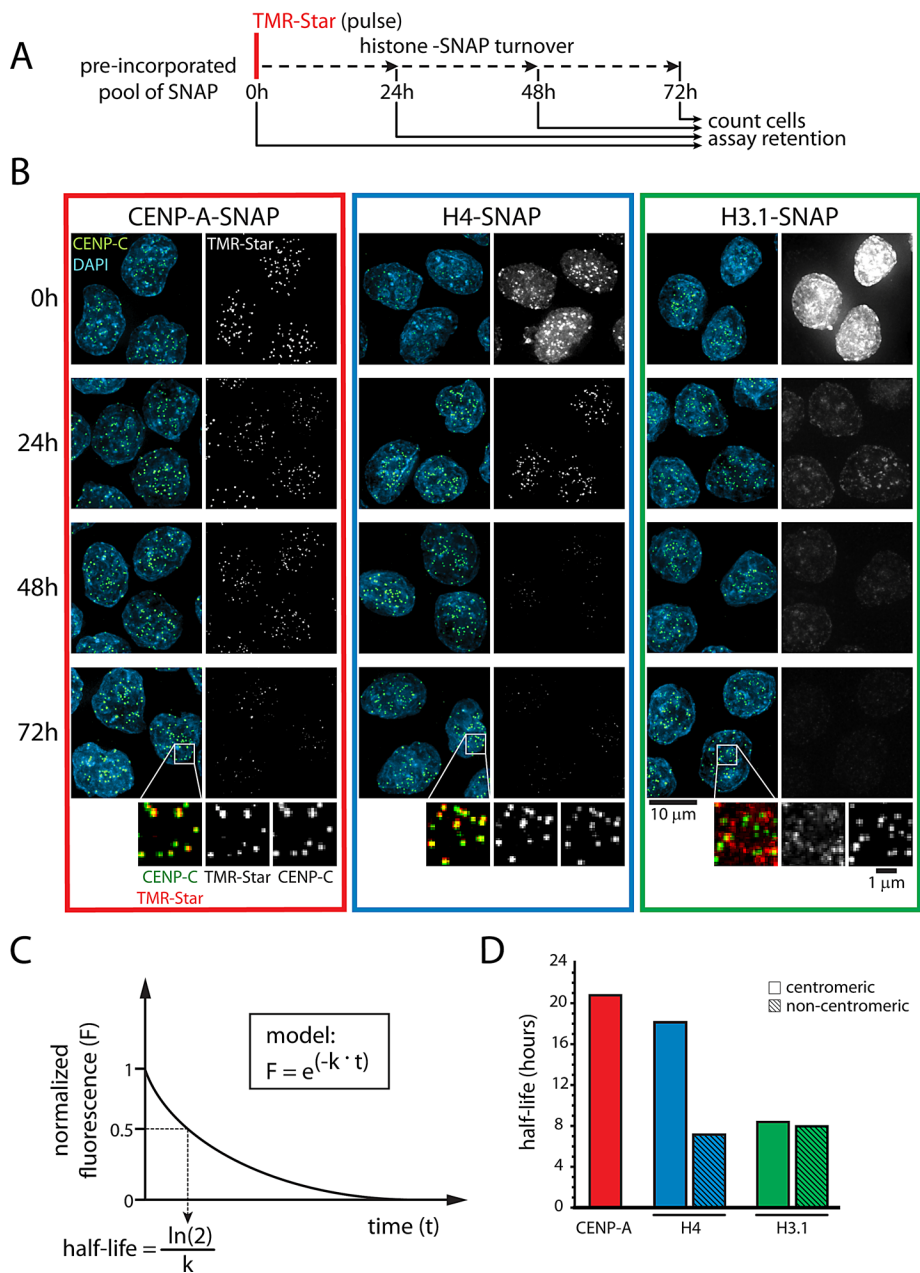 A
TMR-Star (pulse)
histone -SNAP turnover
pre-incorporated
pool of SNAP
0h
24h
48h
72h
count cells
assay retention
B
CENP-A-SNAP
H4-SNAP
H3.1-SNAP
CENP-C
DAPI
TMR-Star
0h
24h
48h
72h
10 μm
CENP-C
TMR-Star
TMR-Star
CENP-C
1 μm
C
normalized
fluorescence (F)
1
0.5
0
model:
F = e(-k · t)
time (t)
half-life = ln(2)
k
D
half-life (hours)
24
20
16
12
8
4
0
centromeric
non-centromeric
CENP-A
H4
H3.1